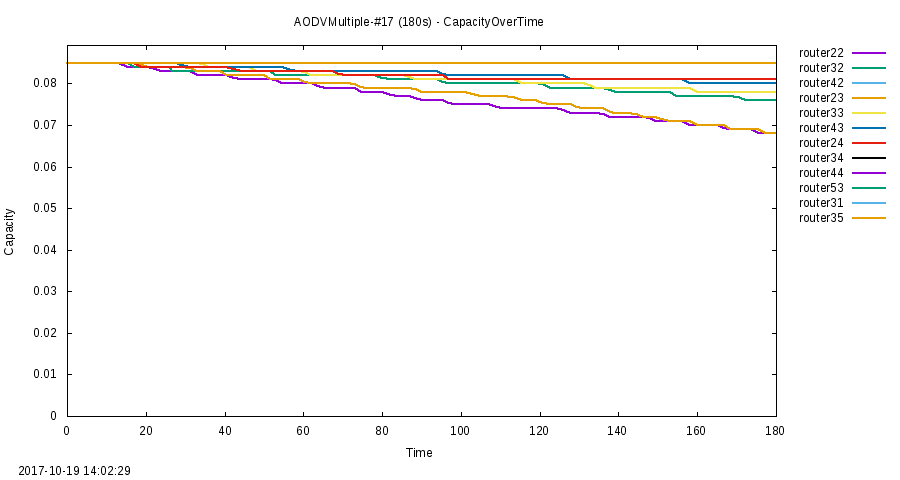 AODVMultiple-#17 (180s) - CapacityOverTime
router22
router32
router42
router23
router33
router43
router24
router34
router44
router53
router31
router35
0.08
0.07
0.06
0.05
0.04
0.03
0.02
0.01
0
Capacity
0 20 40 60 80 100 120 140 160 180
Time
2017-10-19 14:02:29